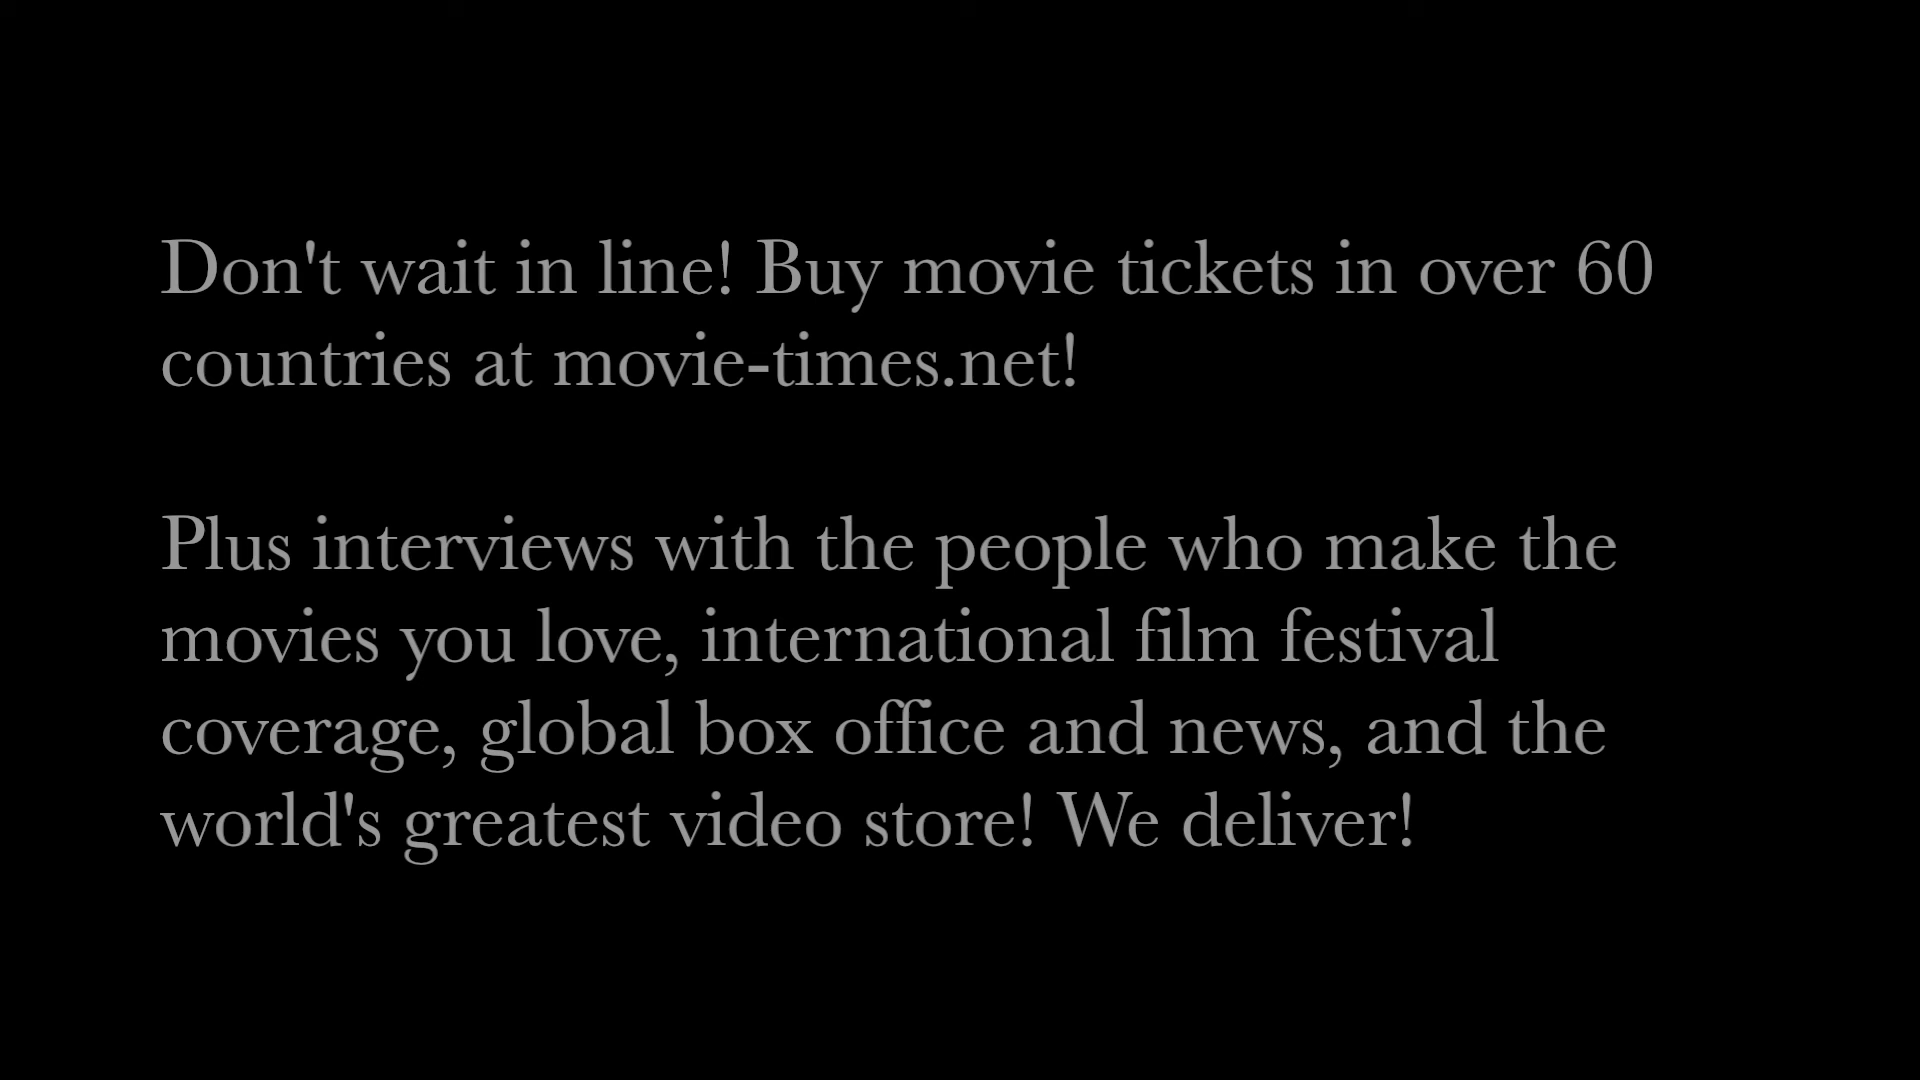 Don't wait in line! Buy movie tickets in over 60
countries at movie-times.net!
Plus interviews with the people who make the
movies you love, international film festival
coverage, global box office and news, and the
world's greatest video store! We deliver!